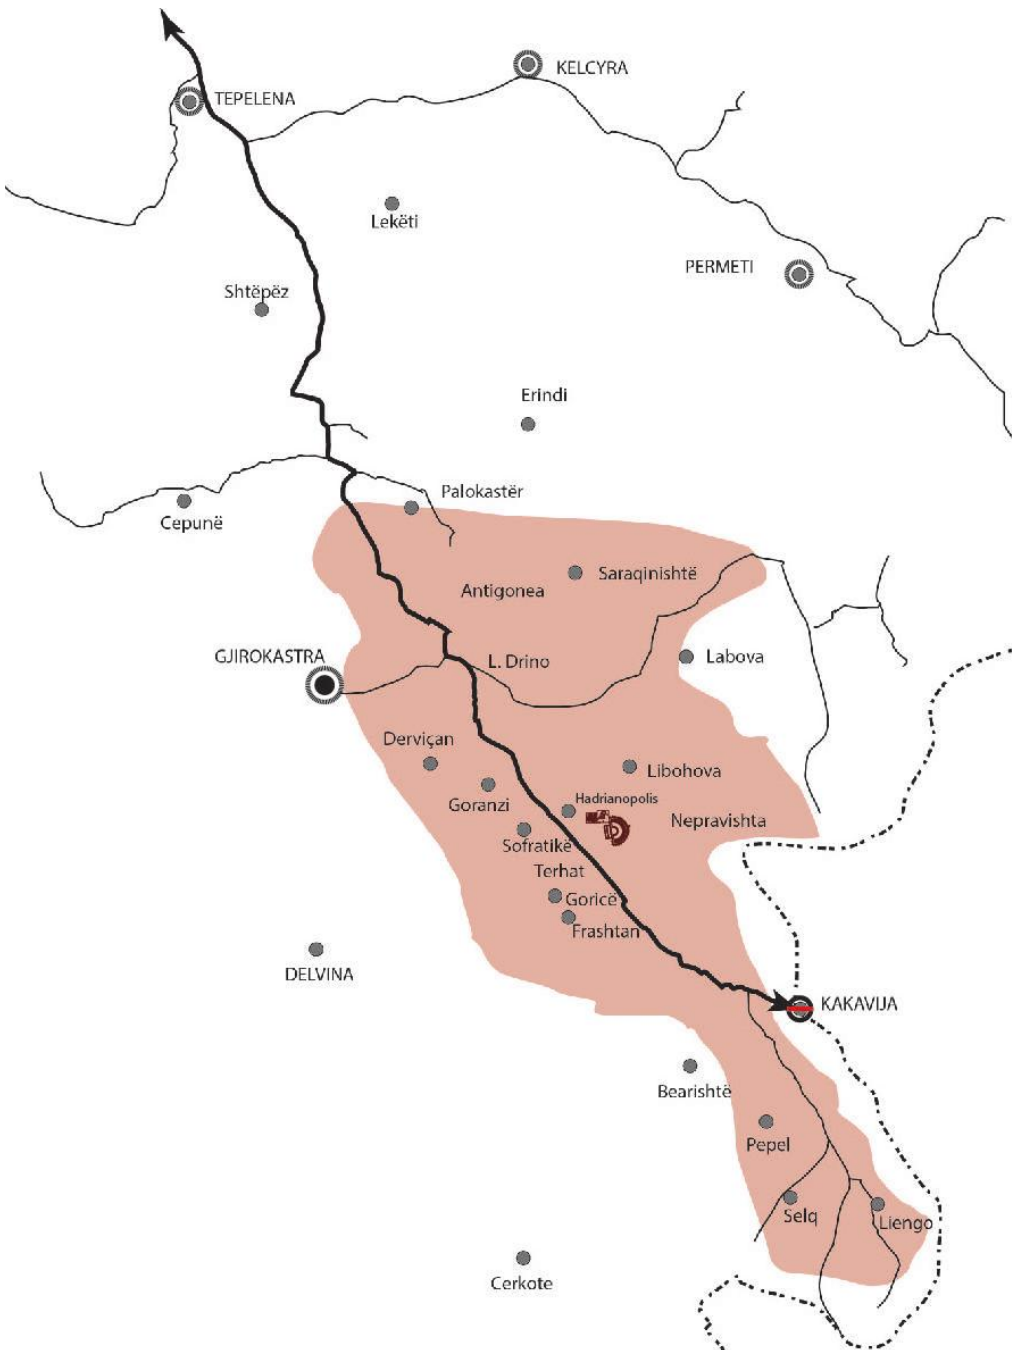 KELCYRA
TEPELENA
Lekëti
PERMETI
Shtëpëz
Erindi
Palokastër
Cepunë
Saraqinishtë
Antigonea
GJIROKASTRA
L. Drino
Labova
Derviçan
Libohova
Goranzi
Hadrianopolis
Nepravishta
Sofratikë
Terhat
Goricë
Frashtan
DELVINA
KAKAVIJA
Bearishtë
Pepel
Selq
Liengo
Cerkote